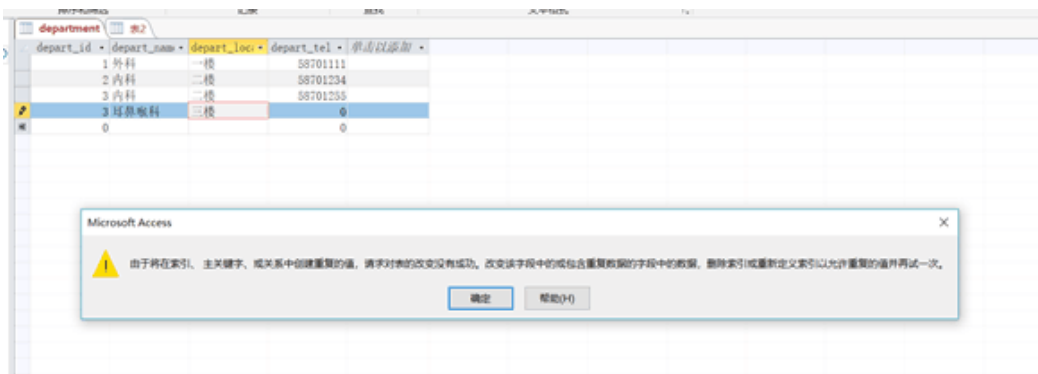 department 表2
depart_id depart_nam depart_loc depart_tel 单击以添加
1 外科 一楼 58701111
2 内科 二楼 58701234
3 内科 二楼 58701255
3 耳鼻喉科 三楼 0
0 0
Microsoft Access
由于将在索引、 主关键字、或关系中创建重复的值，请求对表的改变没有成功。改变该字段中的或包含重复数据的字段中的数据，删除索引或重新定义索引以允许重复的值并再试一次。
确定 帮助(H)